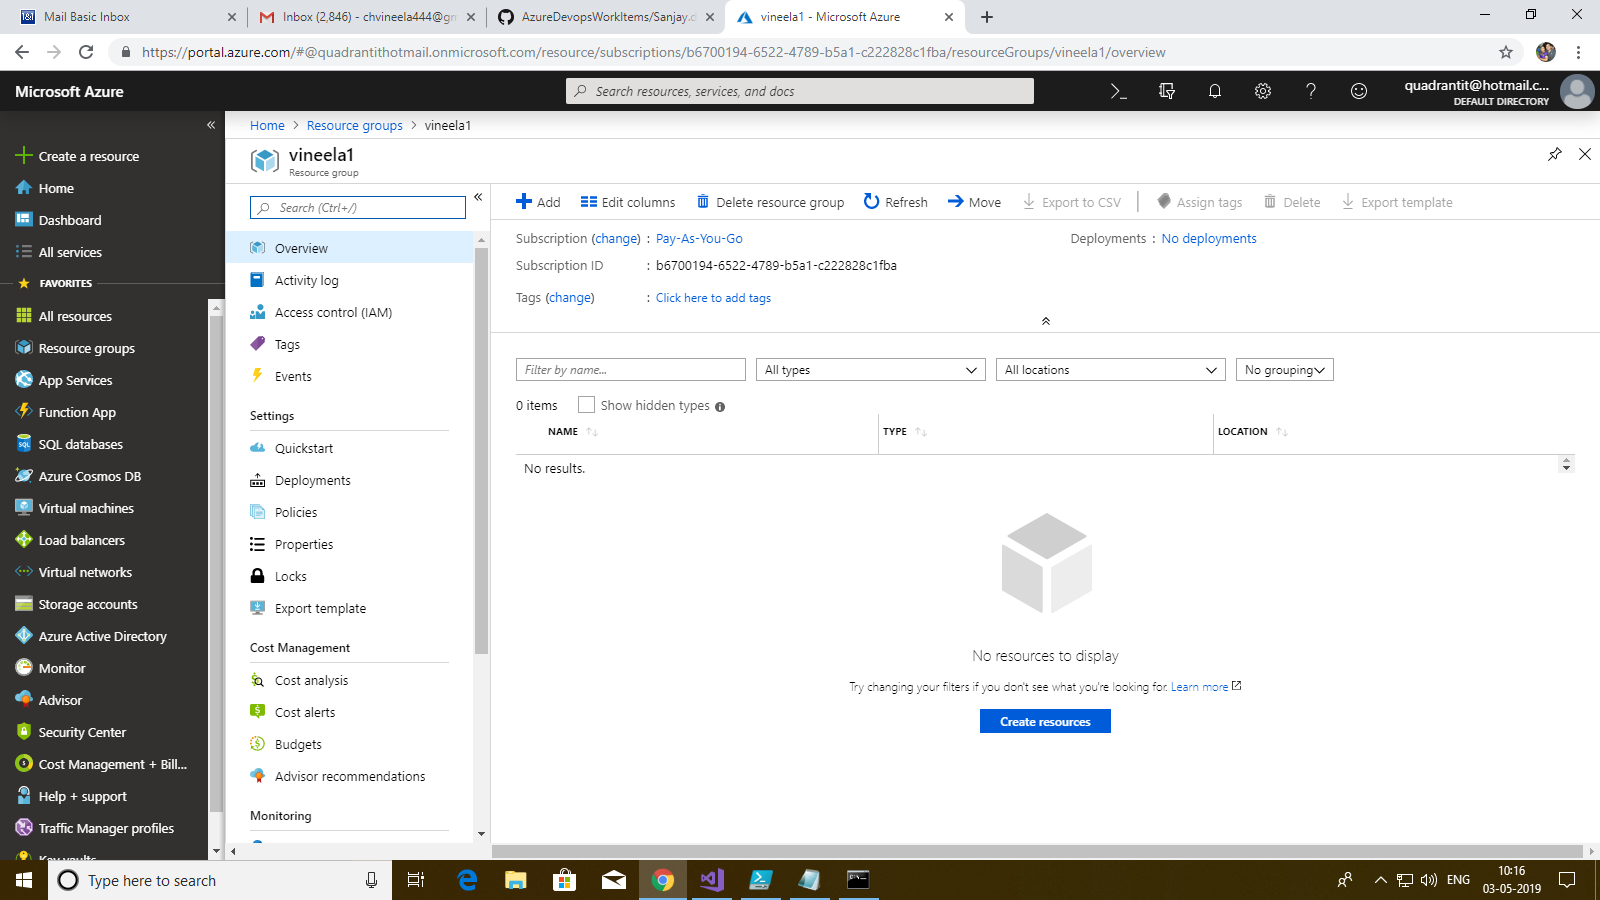 Mail Basic Inbox
Inbox (2,846) - chvineela444@gm
AzureDevopsWorkItems/Sanjay.d
vineela1 - Microsoft Azure
https://portal.azure.com/#@quadrantithotmail.onmicrosoft.com/resource/subscriptions/b6700194-6522-4789-b5a1-c222828c1fba/resourceGroups/vineela1/overview
Microsoft Azure
Search resources, services, and docs
quadrantit@hotmail.c...
DEFAULT DIRECTORY
Create a resource
Home
Dashboard
All services
FAVORITES
All resources
Resource groups
App Services
Function App
SQL databases
Azure Cosmos DB
Virtual machines
Load balancers
Virtual networks
Storage accounts
Azure Active Directory
Monitor
Advisor
Security Center
Cost Management + Bill...
Help + support
Traffic Manager profiles
Key vaults
Home > Resource groups > vineela1
vineela1
Resource group
Search (Ctrl+/)
Overview
Activity log
Access control (IAM)
Tags
Events
Settings
Quickstart
Deployments
Policies
Properties
Locks
Export template
Cost Management
Cost analysis
Cost alerts
Budgets
Advisor recommendations
Monitoring
Add Edit columns Delete resource group Refresh Move Export to CSV Assign tags Delete Export template
Subscription (change) : Pay-As-You-Go
Deployments : No deployments
Subscription ID : b6700194-6522-4789-b5a1-c222828c1fba
Tags (change) : Click here to add tags
Filter by name... All types All locations No grouping
0 items Show hidden types
NAME TYPE LOCATION
No results.
No resources to display
Try changing your filters if you don't see what you're looking for. Learn more
Create resources
Type here to search
ENG
10:16
03-05-2019